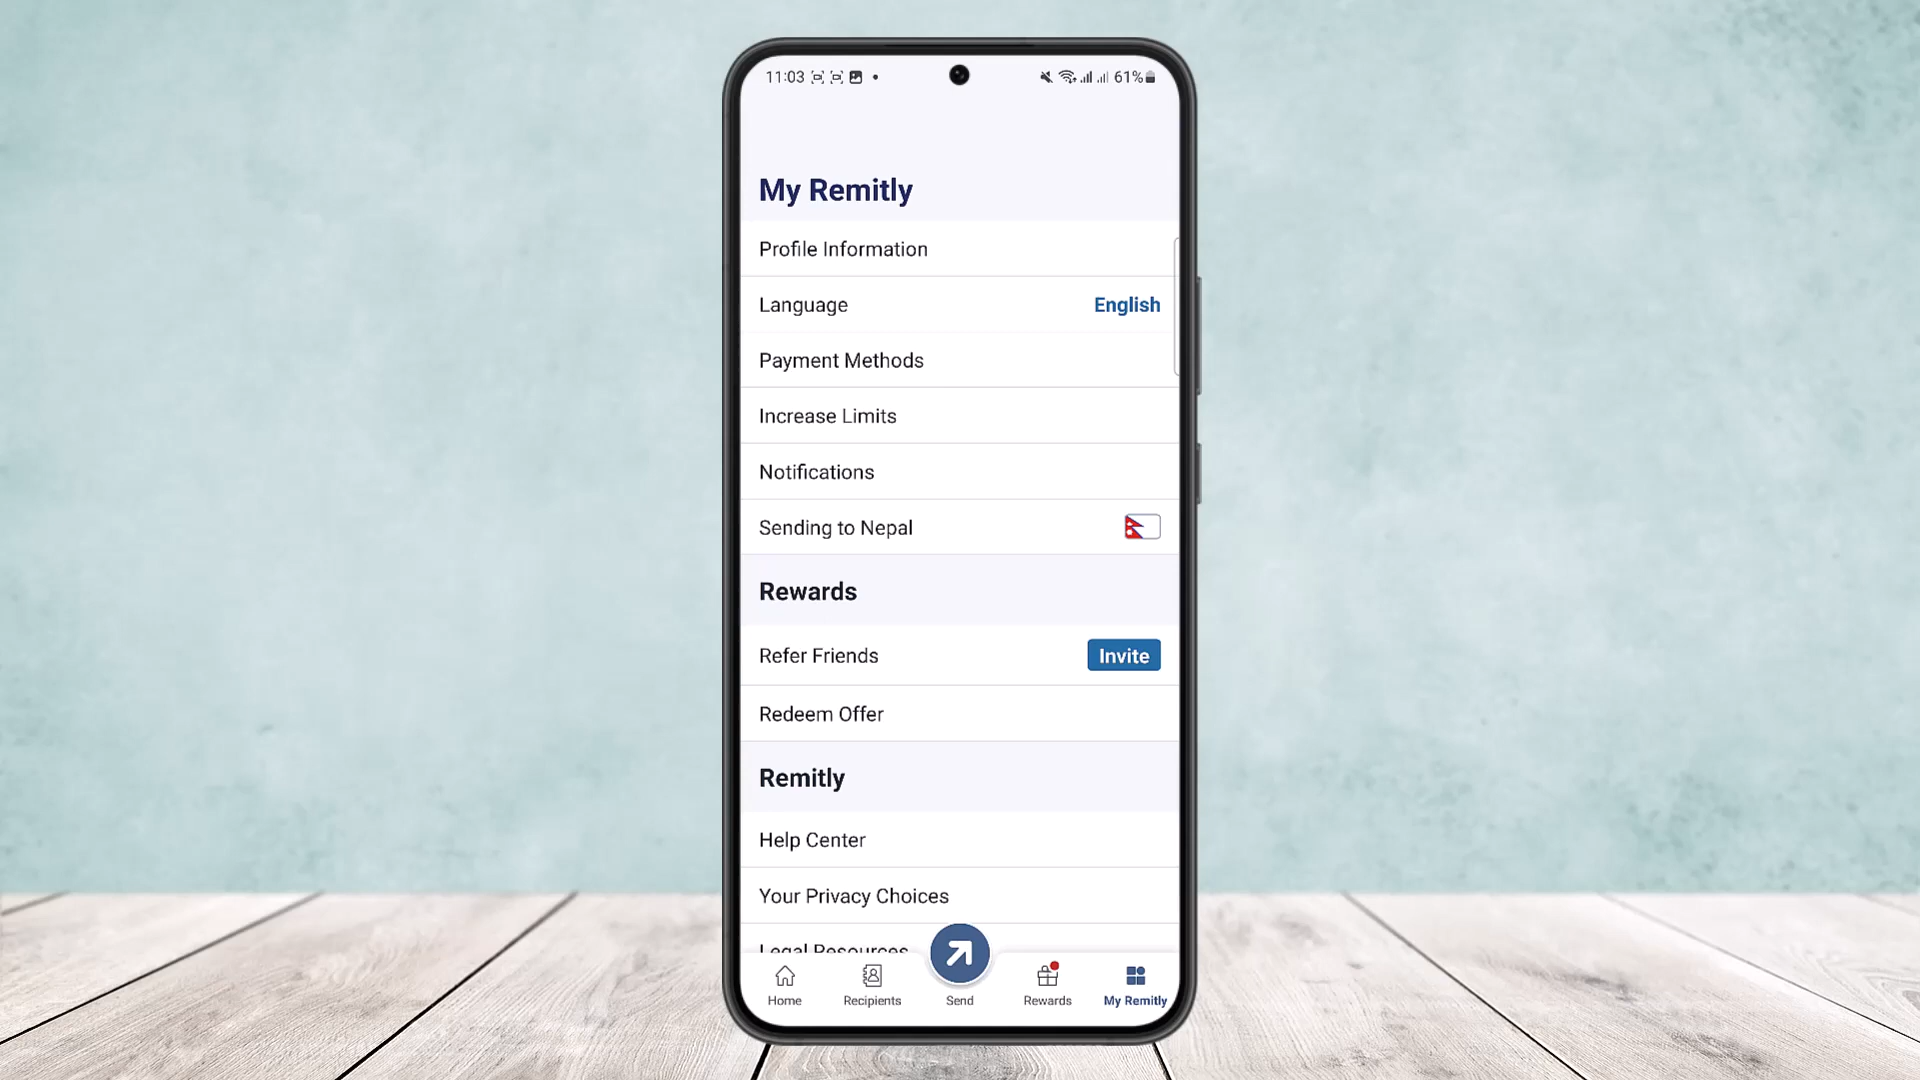 11:03
61%
My Remitly
Profile Information
Language English
Payment Methods
Increase Limits
Notifications
Sending to Nepal
Rewards
Refer Friends Invite
Redeem Offer
Remitly
Help Center
Your Privacy Choices
Legal Resources
Home Recipients Send Rewards My Remitly